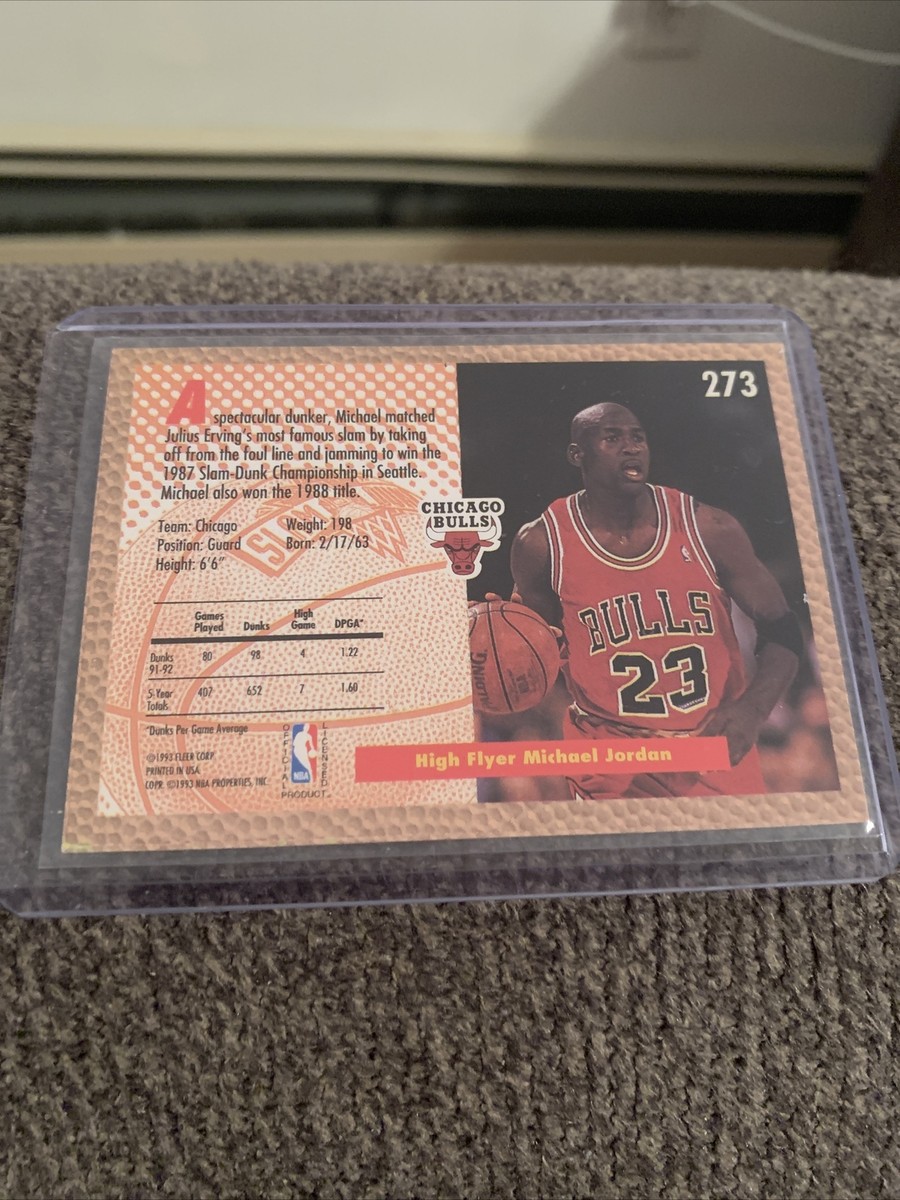 273
A spectacular dunker, Michael matched
Julius Erving's most famous slam by taking
off from the foul line and jamming to win the
1987 Slam-Dunk Championship in Seattle.
Michael also won the 1988 title.
SLAM
Team: Chicago Weight: 198
Position: Guard Born: 2/17/63
Height: 6'6"
Games Played Dunks High Game DPGA*
Dunks 91-92 80 98 4 1.22
5-Year Totals 407 652 7 1.60
*Dunks Per Game Average
©1993 FLEER CORP
PRINTED IN USA
COPR. ©1993 NBA PROPERTIES, INC.
OFFICIAL LICENSED
NBA
PRODUCT
CHICAGO
BULLS
BULLS
23
Spalding
High Flyer Michael Jordan